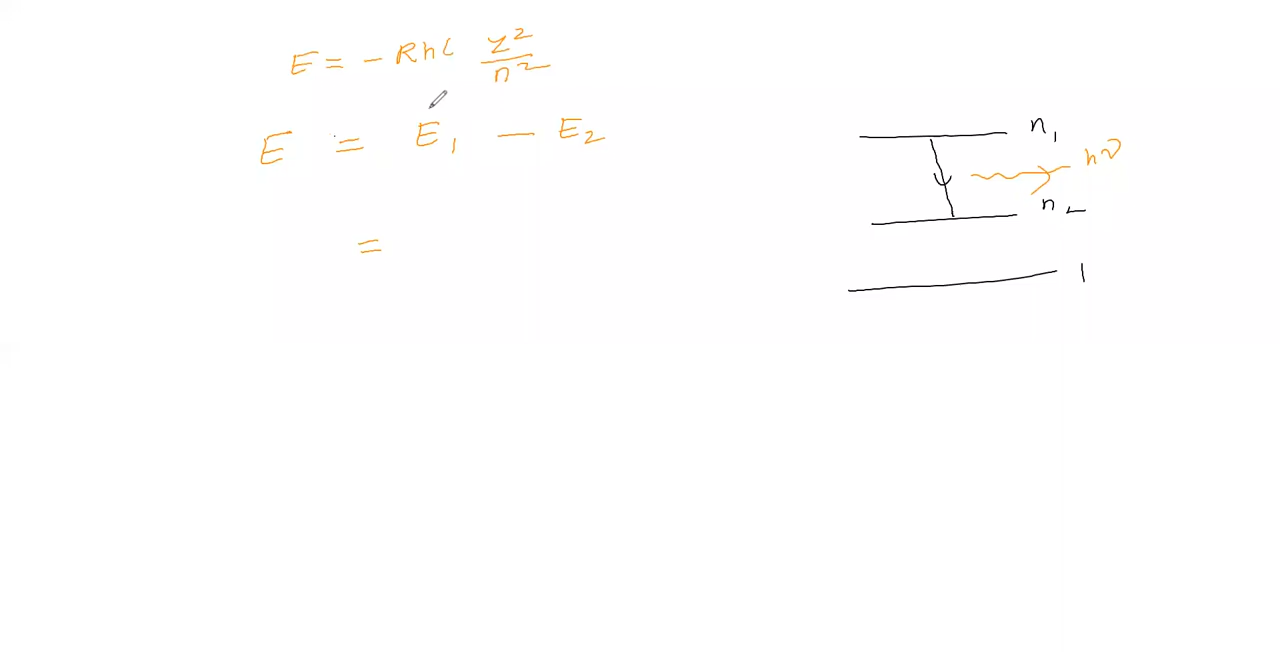 E = - Rhc z²/n²
E = E₁ - E₂
n₁
hν
n₂
=
1